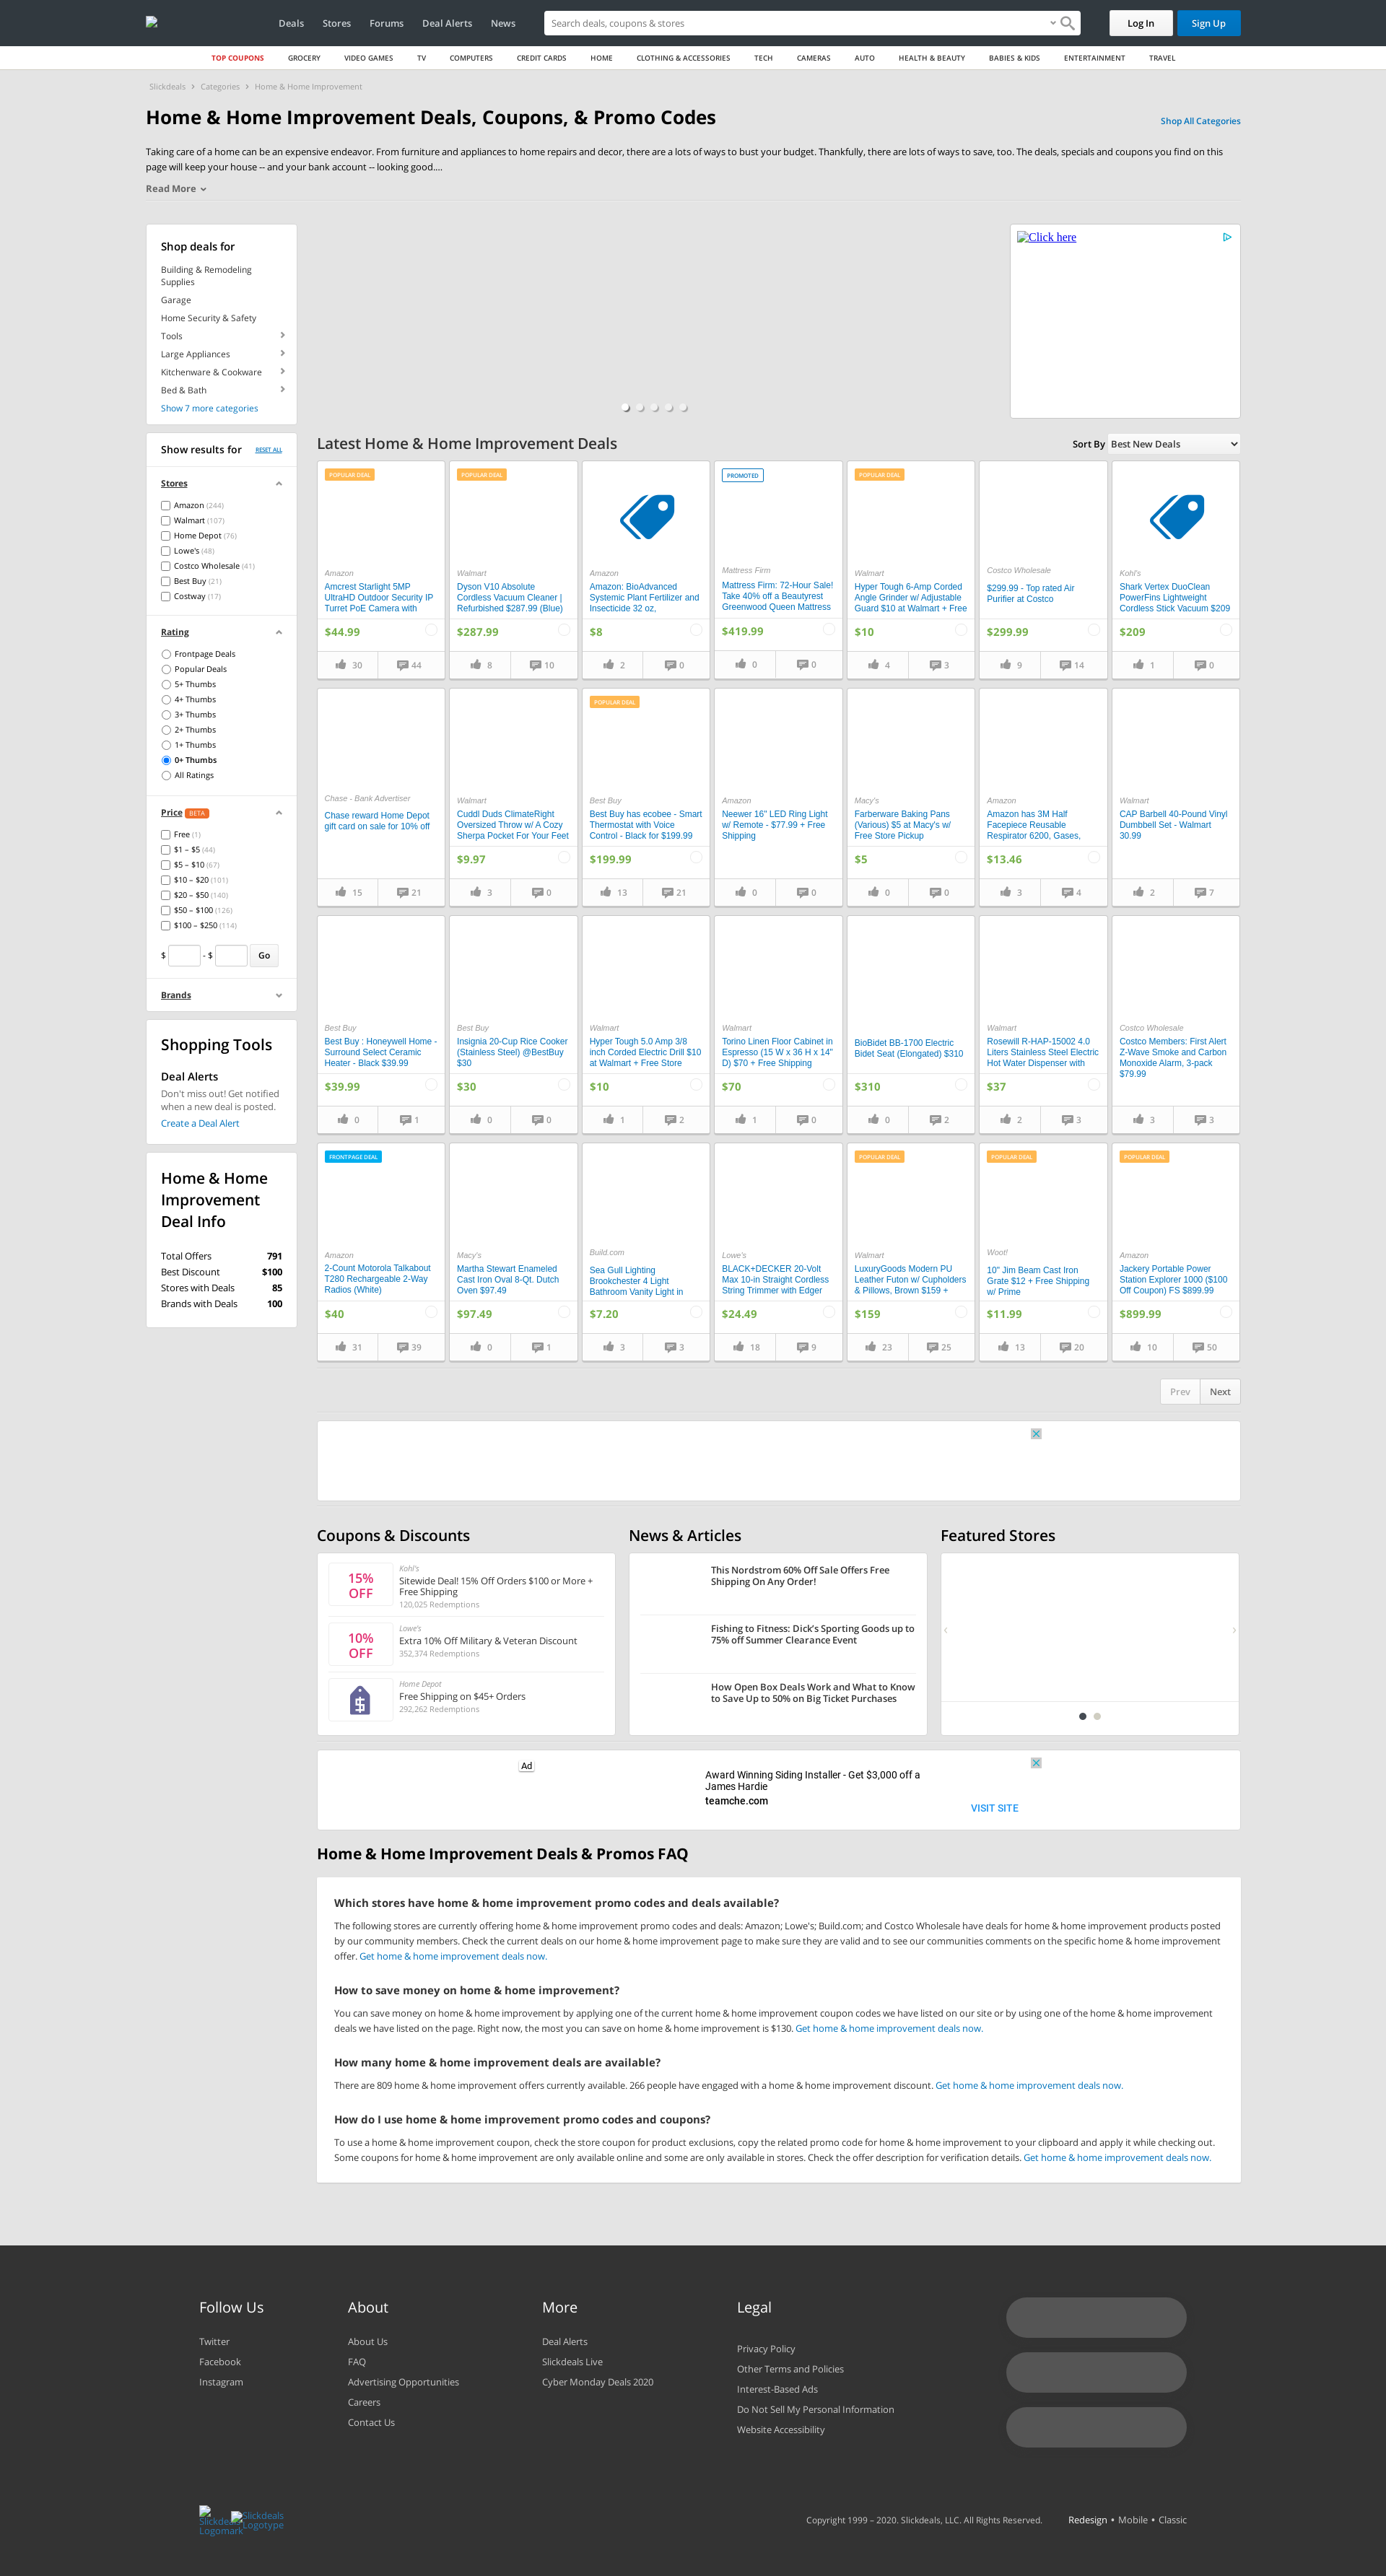 Deals Stores Forums Deal Alerts News
Search deals, coupons & stores
Log In
Sign Up
TOP COUPONS GROCERY VIDEO GAMES TV COMPUTERS CREDIT CARDS HOME CLOTHING & ACCESSORIES TECH CAMERAS AUTO HEALTH & BEAUTY BABIES & KIDS ENTERTAINMENT TRAVEL
Slickdeals › Categories › Home & Home Improvement
Home & Home Improvement Deals, Coupons, & Promo Codes
Shop All Categories
Taking care of a home can be an expensive endeavor. From furniture and appliances to home repairs and decor, there are a lots of ways to bust your budget. Thankfully, there are lots of ways to save, too. The deals, specials and coupons you find on this
page will keep your house -- and your bank account -- looking good....
Read More
Shop deals for
Building & Remodeling
Supplies
Garage
Home Security & Safety
Tools
Large Appliances
Kitchenware & Cookware
Bed & Bath
Show 7 more categories
Click here
Show results for
RESET ALL
Stores
Amazon (244)
Walmart (107)
Home Depot (76)
Lowe's (48)
Costco Wholesale (41)
Best Buy (21)
Costway (17)
Rating
Frontpage Deals
Popular Deals
5+ Thumbs
4+ Thumbs
3+ Thumbs
2+ Thumbs
1+ Thumbs
0+ Thumbs
All Ratings
Price BETA
Free (1)
$1 – $5 (44)
$5 – $10 (67)
$10 – $20 (101)
$20 – $50 (140)
$50 – $100 (126)
$100 – $250 (114)
$ - $ Go
Brands
Shopping Tools
Deal Alerts
Don't miss out! Get notified
when a new deal is posted.
Create a Deal Alert
Home & Home
Improvement
Deal Info
Total Offers 791
Best Discount $100
Stores with Deals 85
Brands with Deals 100
Latest Home & Home Improvement Deals
Sort By Best New Deals
POPULAR DEAL
Amazon
Amcrest Starlight 5MP
UltraHD Outdoor Security IP
Turret PoE Camera with
$44.99
30 44
POPULAR DEAL
Walmart
Dyson V10 Absolute
Cordless Vacuum Cleaner |
Refurbished $287.99 (Blue)
$287.99
8 10
Amazon
Amazon: BioAdvanced
Systemic Plant Fertilizer and
Insecticide 32 oz,
$8
2 0
PROMOTED
Mattress Firm
Mattress Firm: 72-Hour Sale!
Take 40% off a Beautyrest
Greenwood Queen Mattress
$419.99
0 0
POPULAR DEAL
Walmart
Hyper Tough 6-Amp Corded
Angle Grinder w/ Adjustable
Guard $10 at Walmart + Free
$10
4 3
Costco Wholesale
$299.99 - Top rated Air
Purifier at Costco
$299.99
9 14
Kohl's
Shark Vertex DuoClean
PowerFins Lightweight
Cordless Stick Vacuum $209
$209
1 0
Chase - Bank Advertiser
Chase reward Home Depot
gift card on sale for 10% off
15 21
Walmart
Cuddl Duds ClimateRight
Oversized Throw w/ A Cozy
Sherpa Pocket For Your Feet
$9.97
3 0
POPULAR DEAL
Best Buy
Best Buy has ecobee - Smart
Thermostat with Voice
Control - Black for $199.99
$199.99
13 21
Amazon
Neewer 16" LED Ring Light
w/ Remote - $77.99 + Free
Shipping
0 0
Macy's
Farberware Baking Pans
(Various) $5 at Macy's w/
Free Store Pickup
$5
0 0
Amazon
Amazon has 3M Half
Facepiece Reusable
Respirator 6200, Gases,
$13.46
3 4
Walmart
CAP Barbell 40-Pound Vinyl
Dumbbell Set - Walmart
30.99
2 7
Best Buy
Best Buy : Honeywell Home -
Surround Select Ceramic
Heater - Black $39.99
$39.99
0 1
Best Buy
Insignia 20-Cup Rice Cooker
(Stainless Steel) @BestBuy
$30
$30
0 0
Walmart
Hyper Tough 5.0 Amp 3/8
inch Corded Electric Drill $10
at Walmart + Free Store
$10
1 2
Walmart
Torino Linen Floor Cabinet in
Espresso (15 W x 36 H x 14"
D) $70 + Free Shipping
$70
1 0
BioBidet BB-1700 Electric
Bidet Seat (Elongated) $310
$310
0 2
Walmart
Rosewill R-HAP-15002 4.0
Liters Stainless Steel Electric
Hot Water Dispenser with
$37
2 3
Costco Wholesale
Costco Members: First Alert
Z-Wave Smoke and Carbon
Monoxide Alarm, 3-pack
$79.99
3 3
FRONTPAGE DEAL
Amazon
2-Count Motorola Talkabout
T280 Rechargeable 2-Way
Radios (White)
$40
31 39
Macy's
Martha Stewart Enameled
Cast Iron Oval 8-Qt. Dutch
Oven $97.49
$97.49
0 1
Build.com
Sea Gull Lighting
Brookchester 4 Light
Bathroom Vanity Light in
$7.20
3 3
Lowe's
BLACK+DECKER 20-Volt
Max 10-in Straight Cordless
String Trimmer with Edger
$24.49
18 9
POPULAR DEAL
Walmart
LuxuryGoods Modern PU
Leather Futon w/ Cupholders
& Pillows, Brown $159 +
$159
23 25
POPULAR DEAL
Woot!
10" Jim Beam Cast Iron
Grate $12 + Free Shipping
w/ Prime
$11.99
13 20
POPULAR DEAL
Amazon
Jackery Portable Power
Station Explorer 1000 ($100
Off Coupon) FS $899.99
$899.99
10 50
Prev Next
Coupons & Discounts
15%
OFF
Kohl's
Sitewide Deal! 15% Off Orders $100 or More +
Free Shipping
120,025 Redemptions
10%
OFF
Lowe's
Extra 10% Off Military & Veteran Discount
352,374 Redemptions
Home Depot
Free Shipping on $45+ Orders
292,262 Redemptions
News & Articles
This Nordstrom 60% Off Sale Offers Free
Shipping On Any Order!
Fishing to Fitness: Dick's Sporting Goods up to
75% off Summer Clearance Event
How Open Box Deals Work and What to Know
to Save Up to 50% on Big Ticket Purchases
Featured Stores
Ad
Award Winning Siding Installer - Get $3,000 off a
James Hardie
teamche.com
VISIT SITE
Home & Home Improvement Deals & Promos FAQ
Which stores have home & home improvement promo codes and deals available?
The following stores are currently offering home & home improvement promo codes and deals: Amazon; Lowe's; Build.com; and Costco Wholesale have deals for home & home improvement products posted
by our community members. Check the current deals on our home & home improvement page to make sure they are valid and to see our communities comments on the specific home & home improvement
offer. Get home & home improvement deals now.
How to save money on home & home improvement?
You can save money on home & home improvement by applying one of the current home & home improvement coupon codes we have listed on our site or by using one of the home & home improvement
deals we have listed on the page. Right now, the most you can save on home & home improvement is $130. Get home & home improvement deals now.
How many home & home improvement deals are available?
There are 809 home & home improvement offers currently available. 266 people have engaged with a home & home improvement discount. Get home & home improvement deals now.
How do I use home & home improvement promo codes and coupons?
To use a home & home improvement coupon, check the store coupon for product exclusions, copy the related promo code for home & home improvement to your clipboard and apply it while checking out.
Some coupons for home & home improvement are only available online and some are only available in stores. Check the offer description for verification details. Get home & home improvement deals now.
Follow Us
Twitter
Facebook
Instagram
About
About Us
FAQ
Advertising Opportunities
Careers
Contact Us
More
Deal Alerts
Slickdeals Live
Cyber Monday Deals 2020
Legal
Privacy Policy
Other Terms and Policies
Interest-Based Ads
Do Not Sell My Personal Information
Website Accessibility
Slickdeals
Logomark
Slickdeals
Logotype
Copyright 1999 – 2020. Slickdeals, LLC. All Rights Reserved.
Redesign • Mobile • Classic